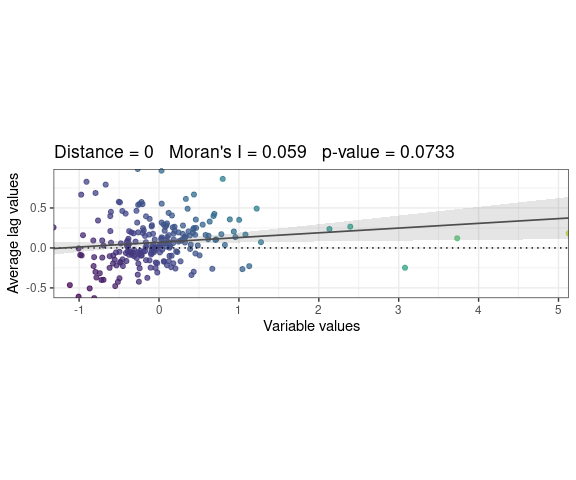 Distance = 0 Moran's I = 0.059 p-value = 0.0733
Average lag values
0.5
0.0
-0.5
-1 0 1 2 3 4 5
Variable values